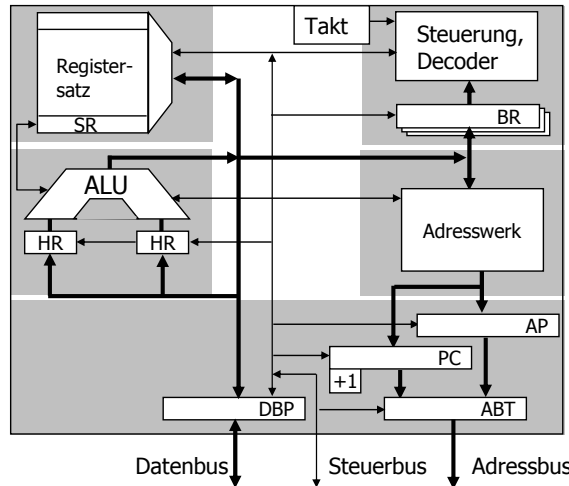 Takt
Steuerung,
Decoder
Register-
satz
SR
BR
ALU
HR
HR
Adresswerk
AP
PC
+1
DBP
ABT
Datenbus
Steuerbus
Adressbus